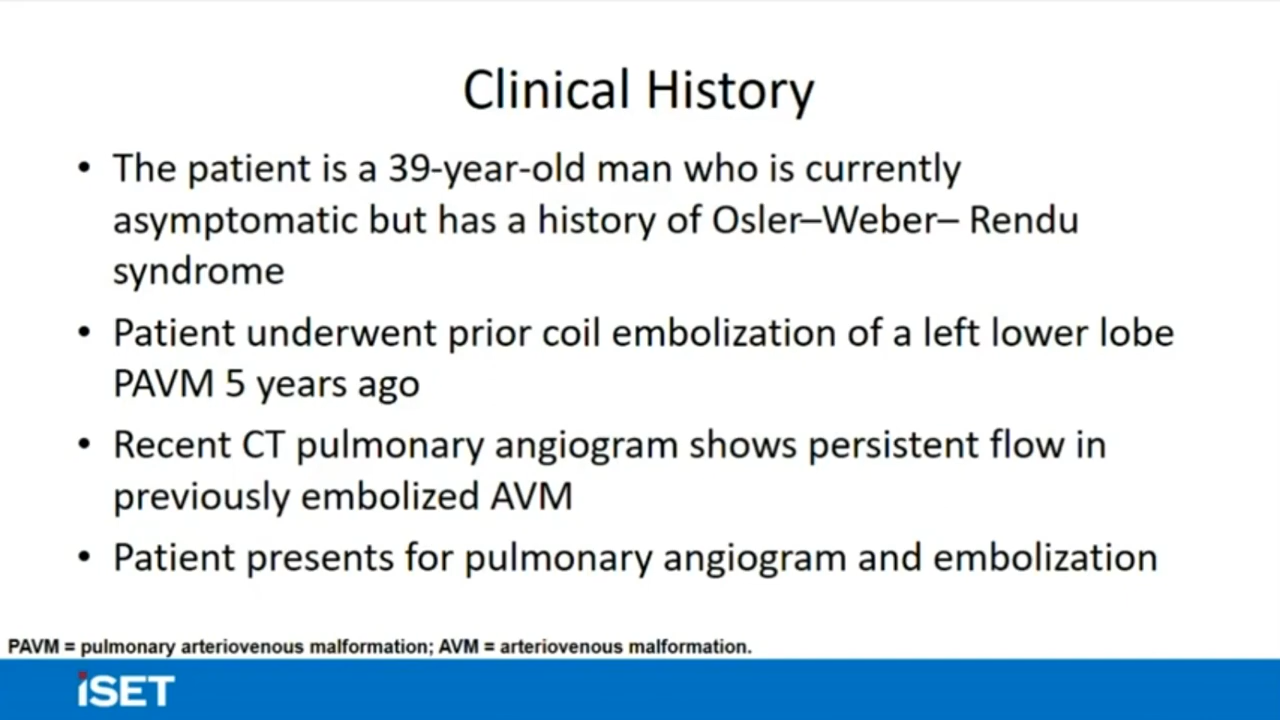 Clinical History
• The patient is a 39-year-old man who is currently
asymptomatic but has a history of Osler–Weber– Rendu
syndrome
• Patient underwent prior coil embolization of a left lower lobe
PAVM 5 years ago
• Recent CT pulmonary angiogram shows persistent flow in
previously embolized AVM
• Patient presents for pulmonary angiogram and embolization
PAVM = pulmonary arteriovenous malformation; AVM = arteriovenous malformation.
iSET